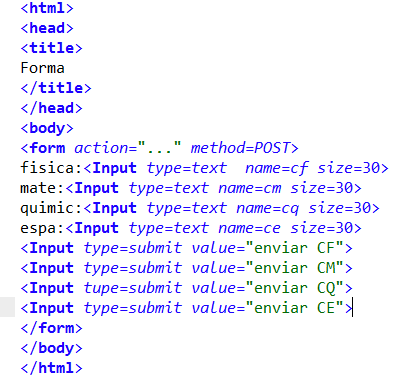 <html>
<head>
<title>
Forma
</title>
</head>
<body>
<form action="..." method=POST>
fisica:<Input type=text  name=cf size=30>
mate:<Input type=text name=cm size=30>
quimic:<Input type=text name=cq size=30>
espa:<Input type=text name=ce size=30>
<Input type=submit value="enviar CF">
<Input type=submit value="enviar CM">
<Input tupe=submit value="enviar CQ">
<Input type=submit value="enviar CE">
</form>
</body>
</html>